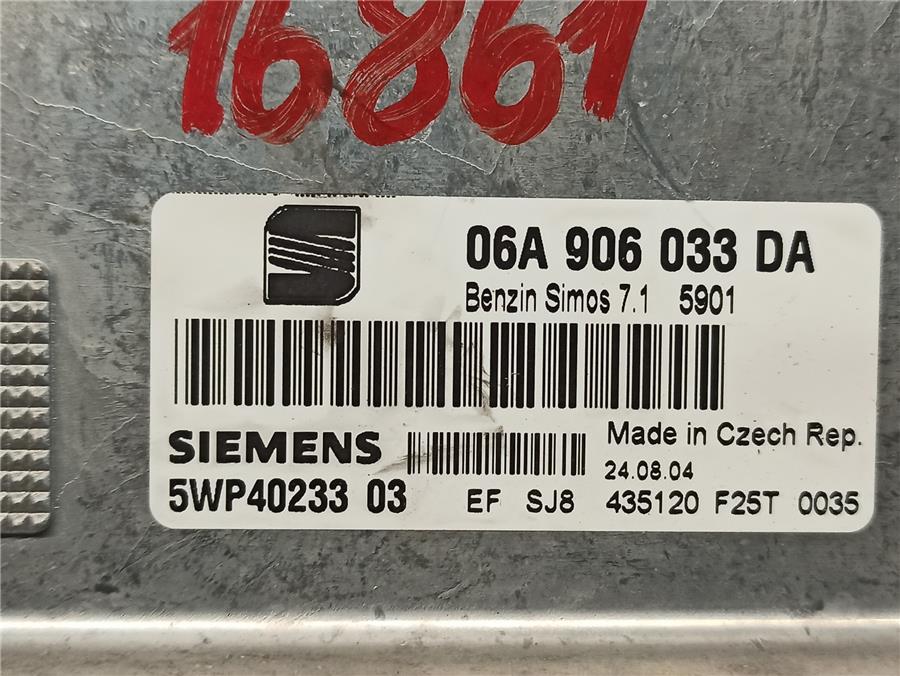 16861
06A 906 033 DA
Benzin Simos 7.1 5901
SIEMENS
Made in Czech Rep.
24.08.04
5WP40233 03
EF SJ8 435120 F25T 0035